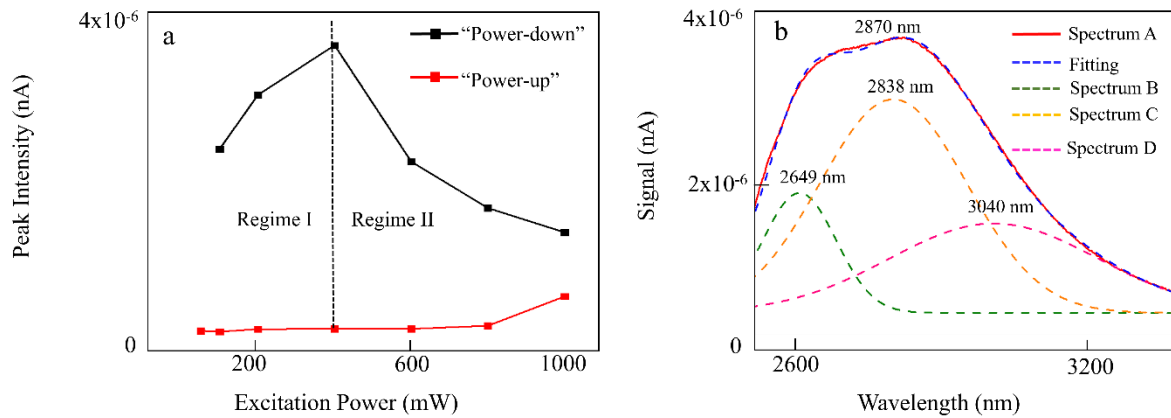 a
4x10⁻⁶
0
Peak Intensity (nA)
"Power-down"
"Power-up"
Regime I
Regime II
200
600
1000
Excitation Power (mW)
b
4x10⁻⁶
2x10⁻⁶
0
Signal (nA)
2870 nm
2838 nm
2649 nm
3040 nm
Spectrum A
Fitting
Spectrum B
Spectrum C
Spectrum D
2600
3200
Wavelength (nm)